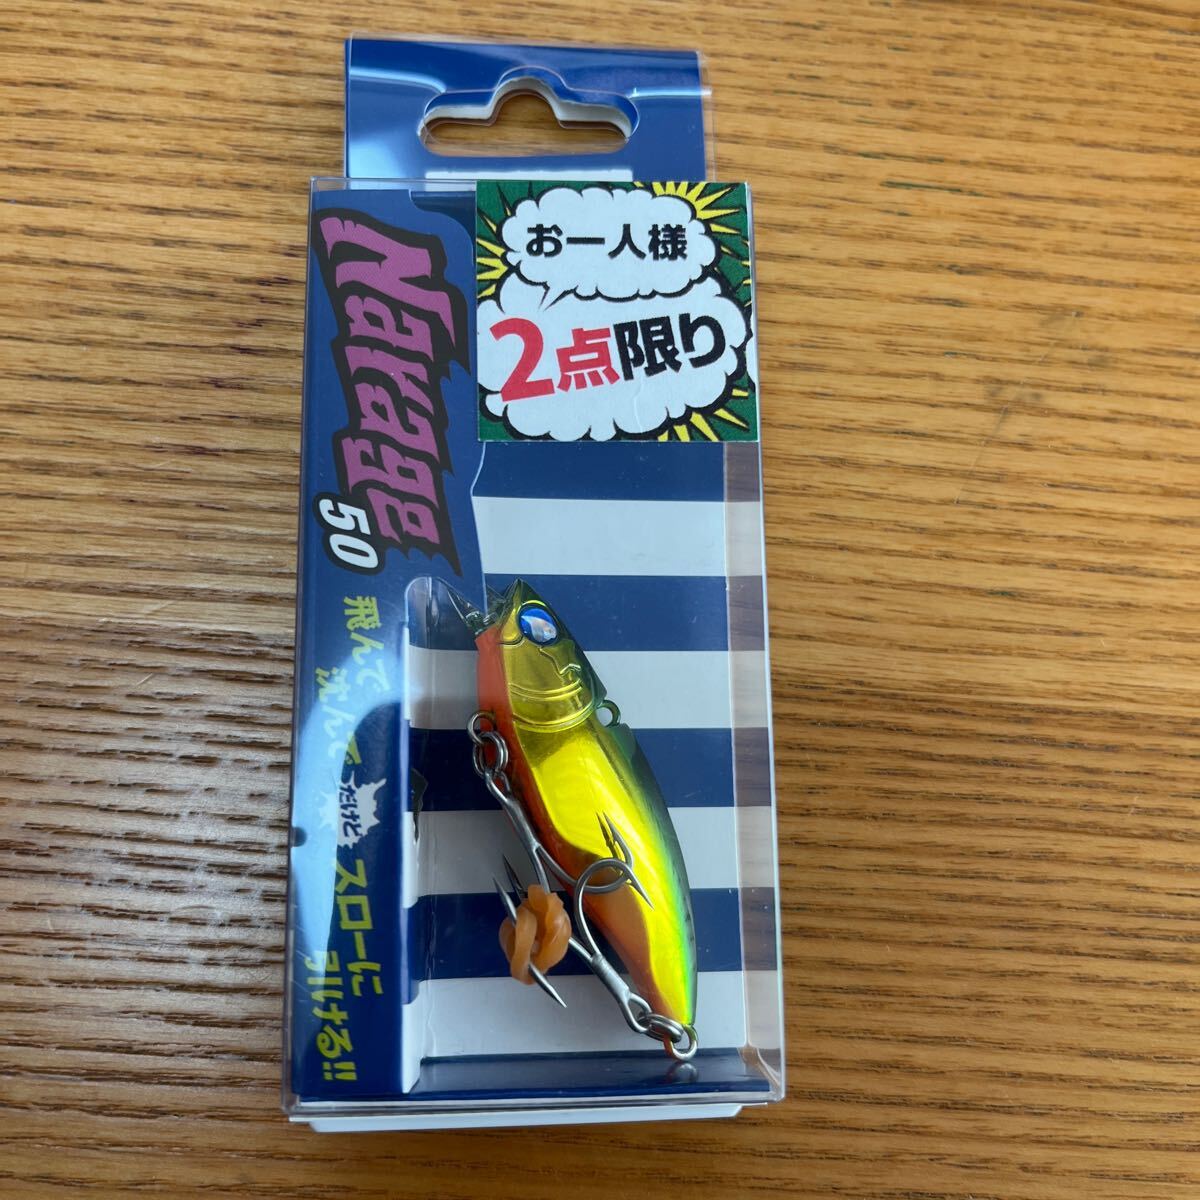 お一人様
2点限り
Narage
50
飛んで
沈んで
だけど
スローに
引ける!!